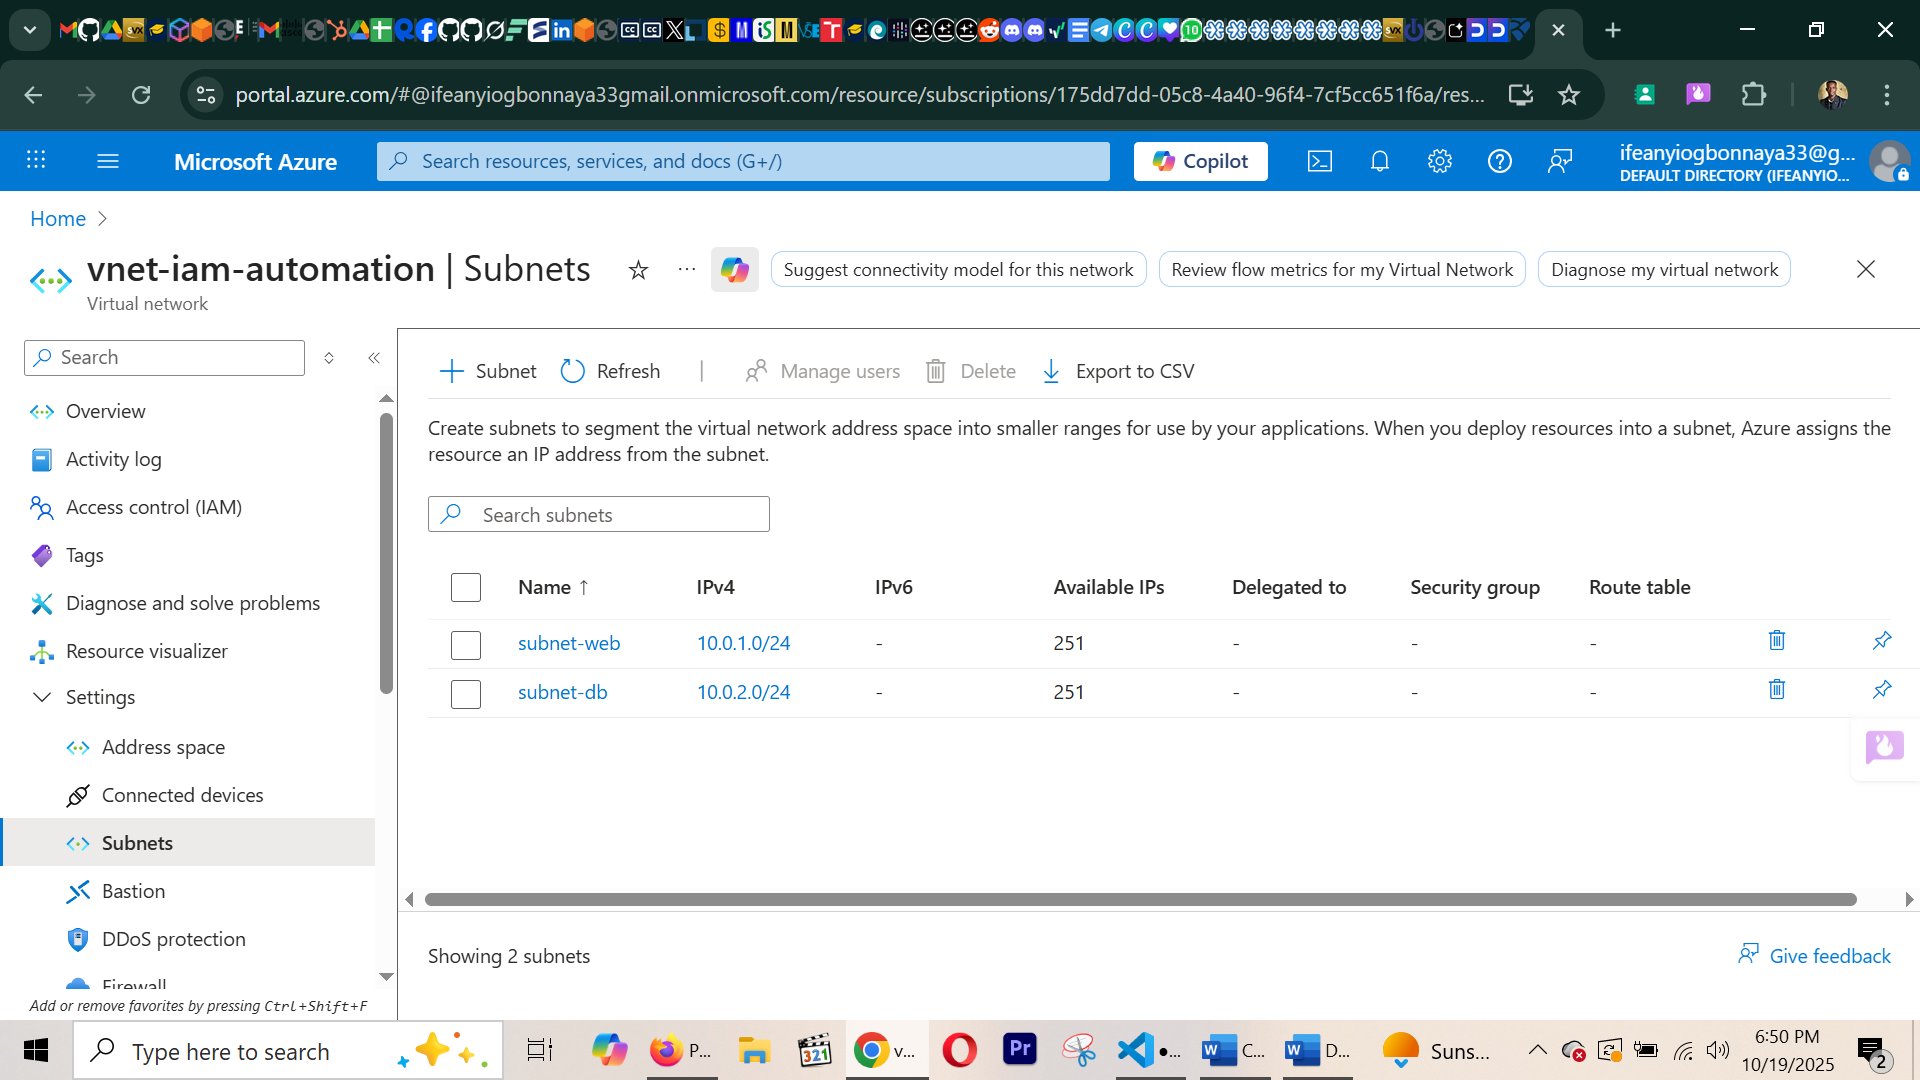 portal.azure.com/#@ifeanyiogbonnaya33gmail.onmicrosoft.com/resource/subscriptions/175dd7dd-05c8-4a40-96f4-7cf5cc651f6a/res...
Microsoft Azure
Search resources, services, and docs (G+/)
Copilot
ifeanyiogbonnaya33@g...
DEFAULT DIRECTORY (IFEANYIO...
Home
vnet-iam-automation | Subnets
Virtual network
Suggest connectivity model for this network
Review flow metrics for my Virtual Network
Diagnose my virtual network
Search
Overview
Activity log
Access control (IAM)
Tags
Diagnose and solve problems
Resource visualizer
Settings
Address space
Connected devices
Subnets
Bastion
DDoS protection
Firewall
Add or remove favorites by pressing Ctrl+Shift+F
Subnet
Refresh
Manage users
Delete
Export to CSV
Create subnets to segment the virtual network address space into smaller ranges for use by your applications. When you deploy resources into a subnet, Azure assigns the
resource an IP address from the subnet.
Search subnets
Name ↑ IPv4 IPv6 Available IPs Delegated to Security group Route table
subnet-web 10.0.1.0/24 - 251 - - -
subnet-db 10.0.2.0/24 - 251 - - -
Showing 2 subnets
Give feedback
Type here to search
P...
v...
C...
D...
Suns...
6:50 PM
10/19/2025
2